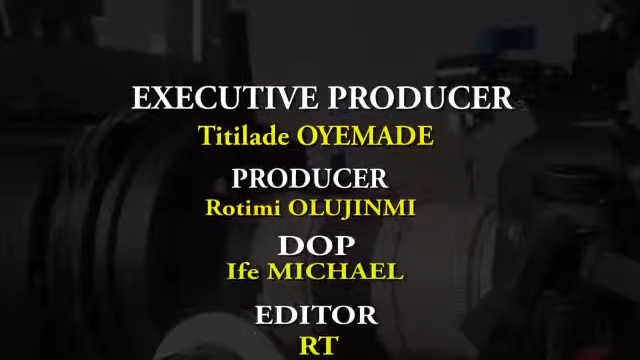 EXECUTIVE PRODUCER
Titilade OYEMADE
PRODUCER
Rotimi OLUJINMI
DOP
Ife MICHAEL
EDITOR
RT